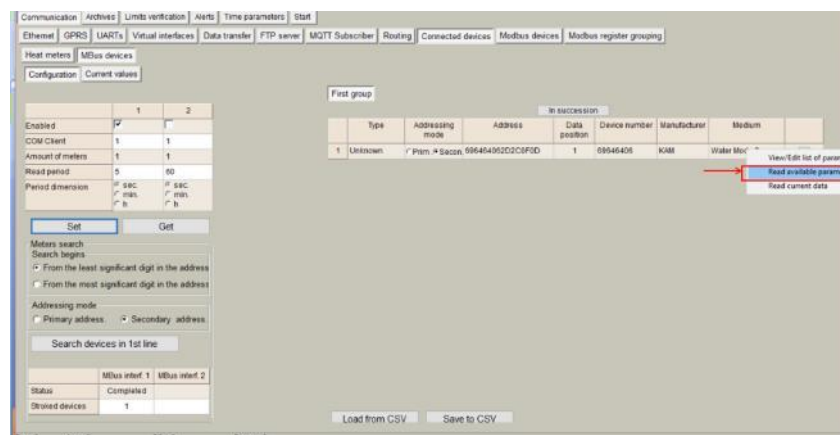 Communication Archives Limits verification Alerts Time parameters Start
Ethernet GPRS UARTs Virtual interfaces Data transfer FTP server MQTT Subscriber Routing Connected devices Modbus devices Modbus register grouping
Heat meters MBus devices
Configuration Current values
First group
1 2
In succession
Enabled
Type Addressing mode Address Data position Device number Manufacturer Medium
COM Client 1 1
1 Unknown Prim. Secon 686464062D2C8F0D 1 68646406 KAM Water
Amount of meters 1 1
View/Edit list of param
Read period 5 60
Read available param
Period dimension sec. sec.
min. min.
h h
Read current data
Set Get
Meters search
Search begins
From the least significant digit in the address
From the most significant digit in the address
Addressing mode
Primary address. Secondary address.
Search devices in 1st line
MBus interf. 1 MBus interf. 2
Status Completed
Stroked devices 1
Load from CSV Save to CSV